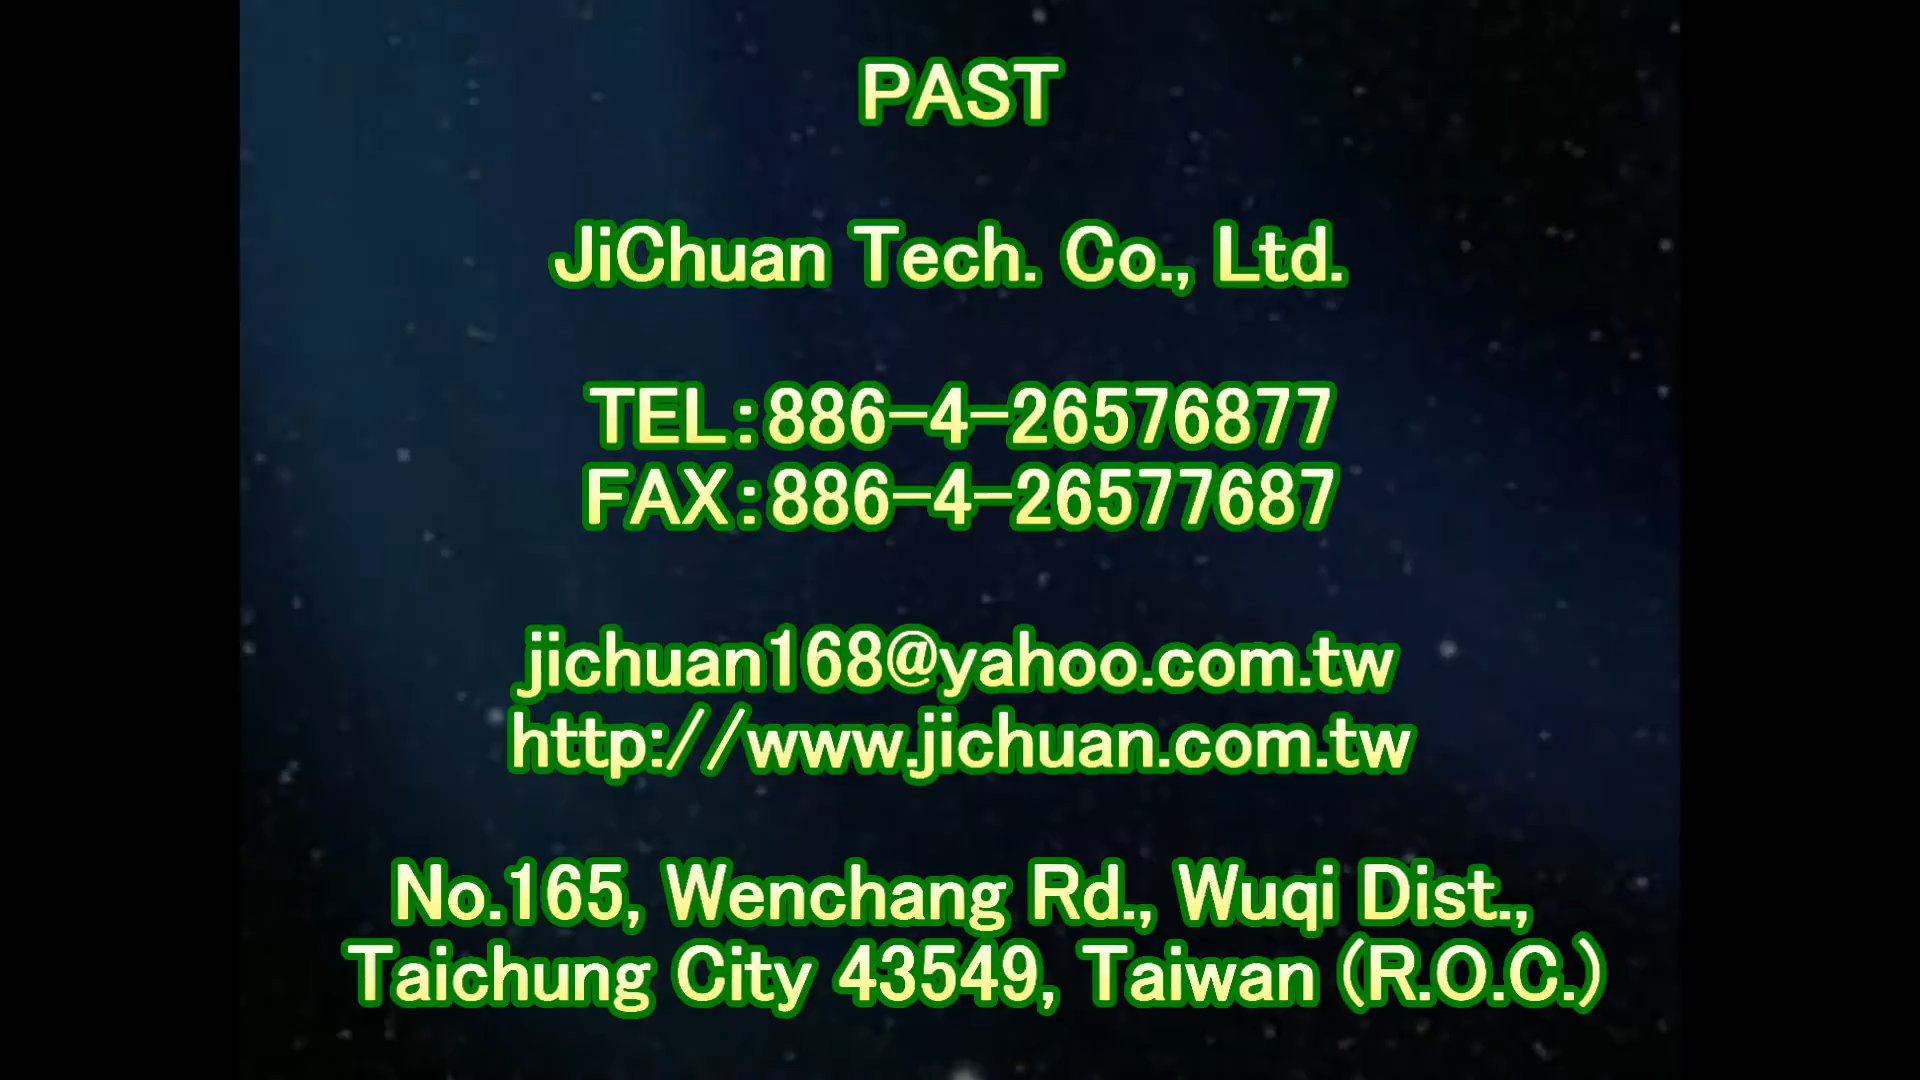 PAST
JiChuan Tech. Co., Ltd.
TEL:886-4-26576877
FAX:886-4-26577687
jichuan168@yahoo.com.tw
http://www.jichuan.com.tw
No.165, Wenchang Rd., Wuqi Dist.,
Taichung City 43549, Taiwan (R.O.C.)